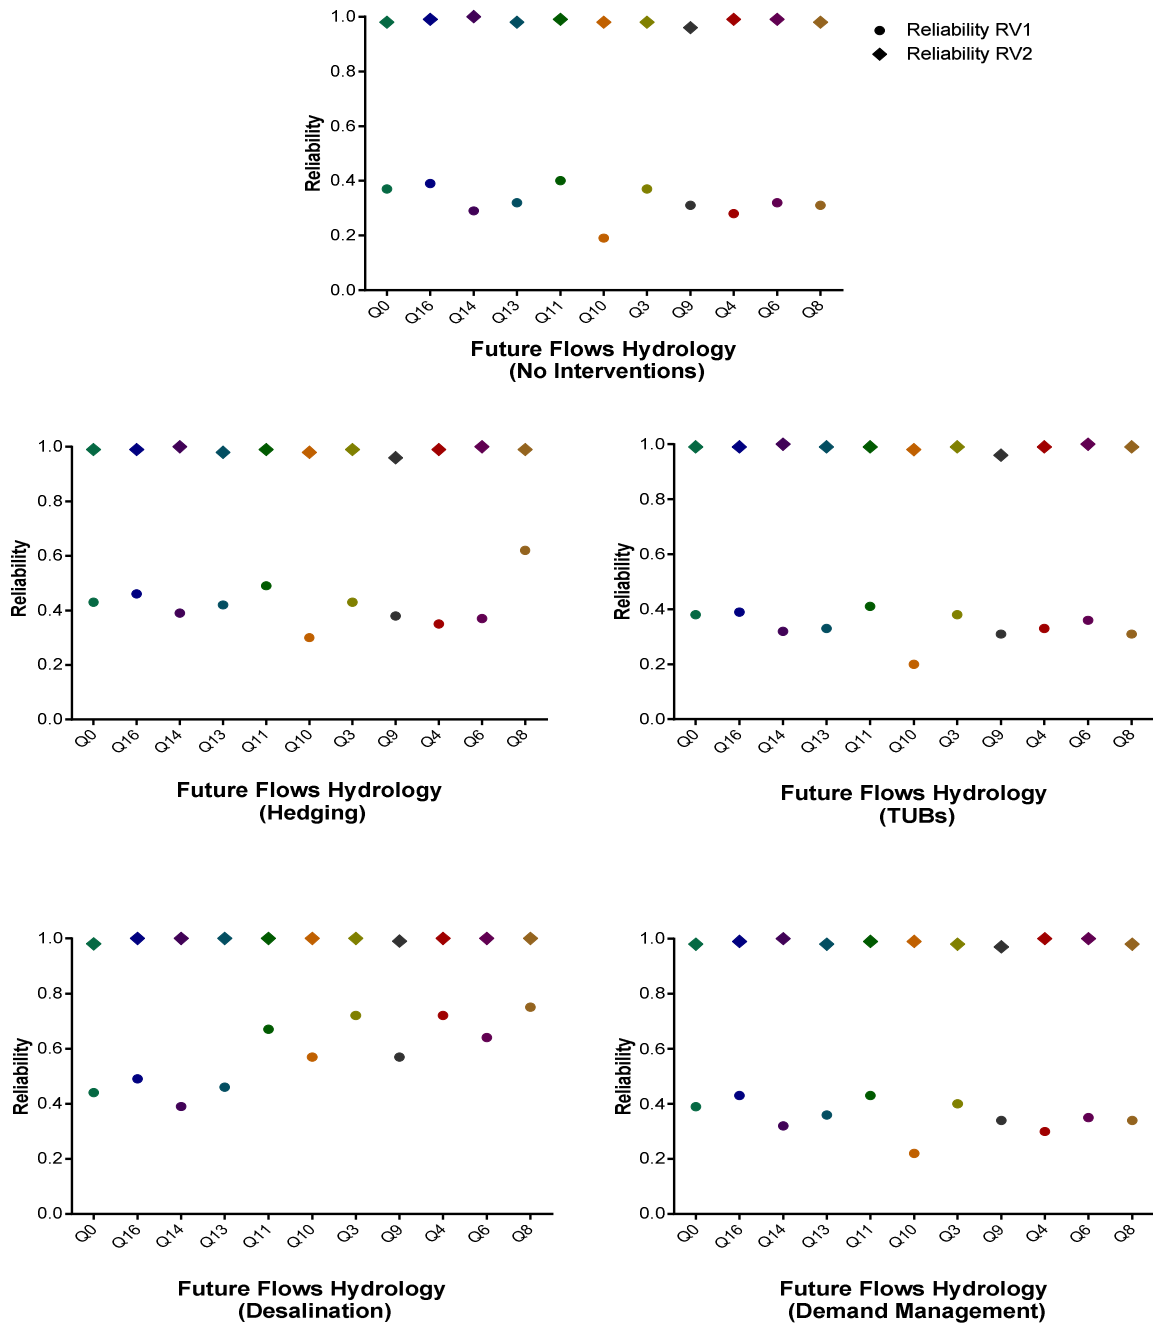 1.0
0.8
0.6
0.4
0.2
0.0
Reliability
Reliability RV1
Reliability RV2
Q0 Q16 Q14 Q13 Q11 Q10 Q3 Q9 Q4 Q6 Q8
Future Flows Hydrology
(No Interventions)
1.0
0.8
0.6
0.4
0.2
0.0
Reliability
Q0 Q16 Q14 Q13 Q11 Q10 Q3 Q9 Q4 Q6 Q8
Future Flows Hydrology
(Hedging)
1.0
0.8
0.6
0.4
0.2
0.0
Reliability
Q0 Q16 Q14 Q13 Q11 Q10 Q3 Q9 Q4 Q6 Q8
Future Flows Hydrology
(TUBs)
1.0
0.8
0.6
0.4
0.2
0.0
Reliability
Q0 Q16 Q14 Q13 Q11 Q10 Q3 Q9 Q4 Q6 Q8
Future Flows Hydrology
(Desalination)
1.0
0.8
0.6
0.4
0.2
0.0
Reliability
Q0 Q16 Q14 Q13 Q11 Q10 Q3 Q9 Q4 Q6 Q8
Future Flows Hydrology
(Demand Management)